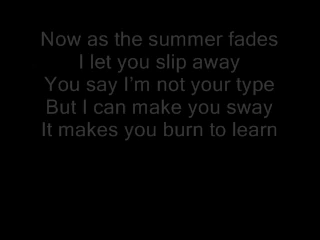 Now as the summer fades
I let you slip away
You say I’m not your type
But I can make you sway
It makes you burn to learn